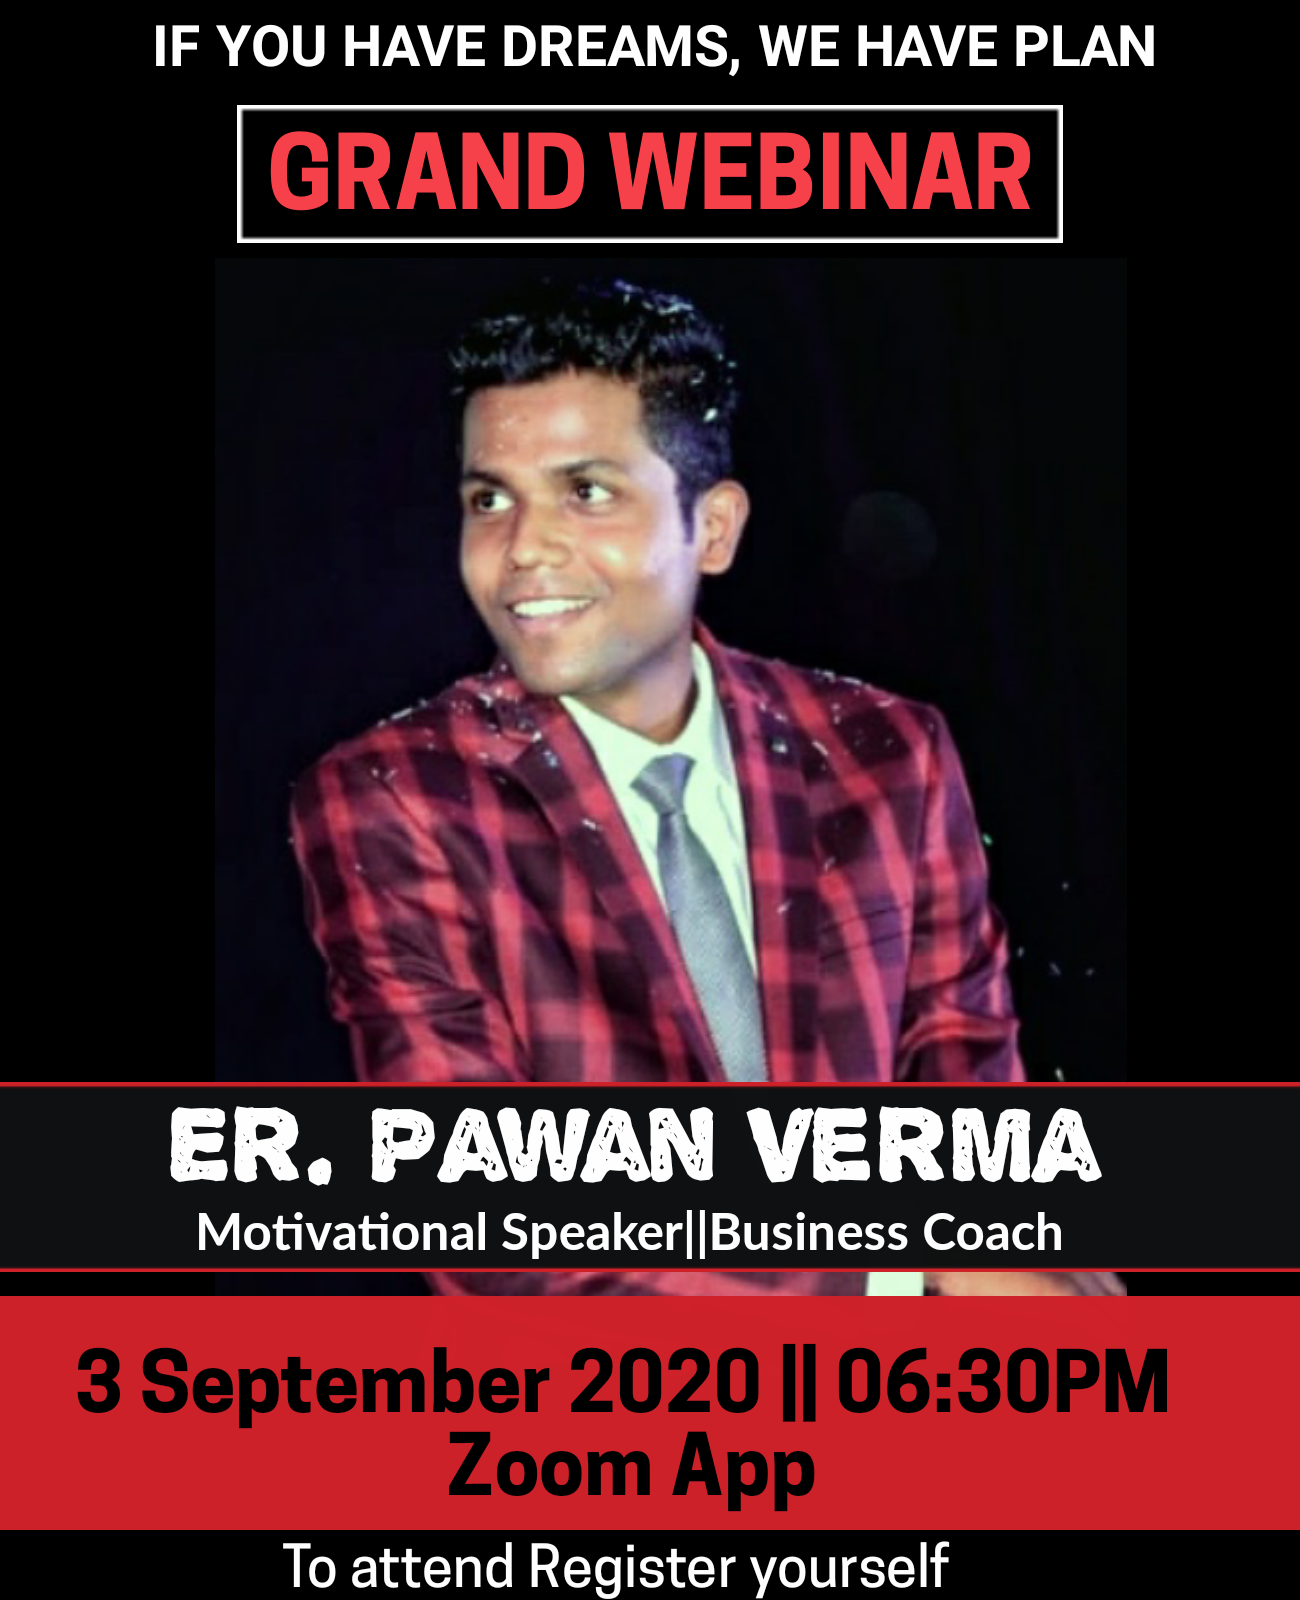 IF YOU HAVE DREAMS, WE HAVE PLAN
GRAND WEBINAR
ER. PAWAN VERMA
Motivational Speaker||Business Coach
3 September 2020 || 06:30PM
Zoom App
To attend Register yourself